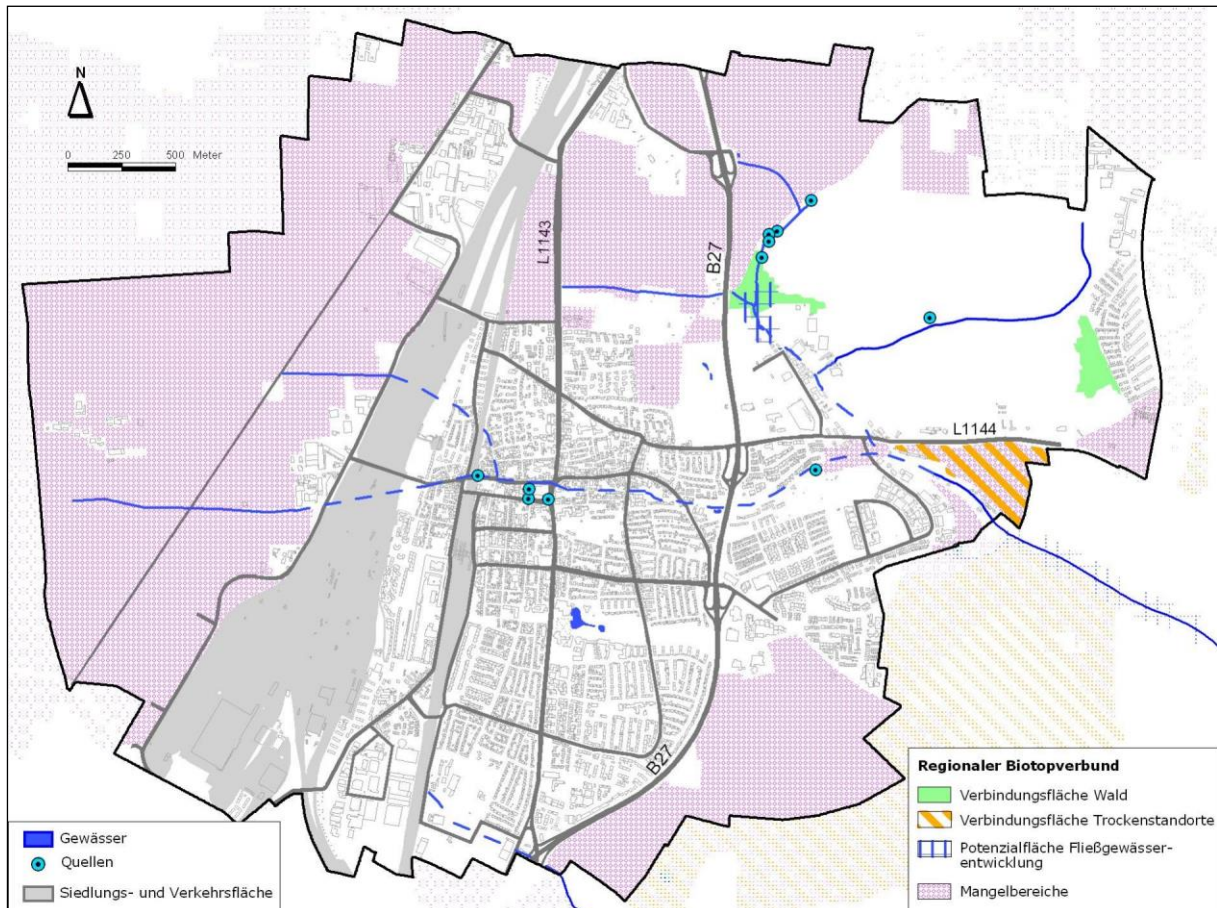 N
0 250 500 Meter
L1143
B27
L1144
B27
Gewässer
Quellen
Siedlungs- und Verkehrsfläche
Regionaler Biotopverbund
Verbindungsfläche Wald
Verbindungsfläche Trockenstandorte
Potenzialfläche Fließgewässer-
entwicklung
Mangelbereiche